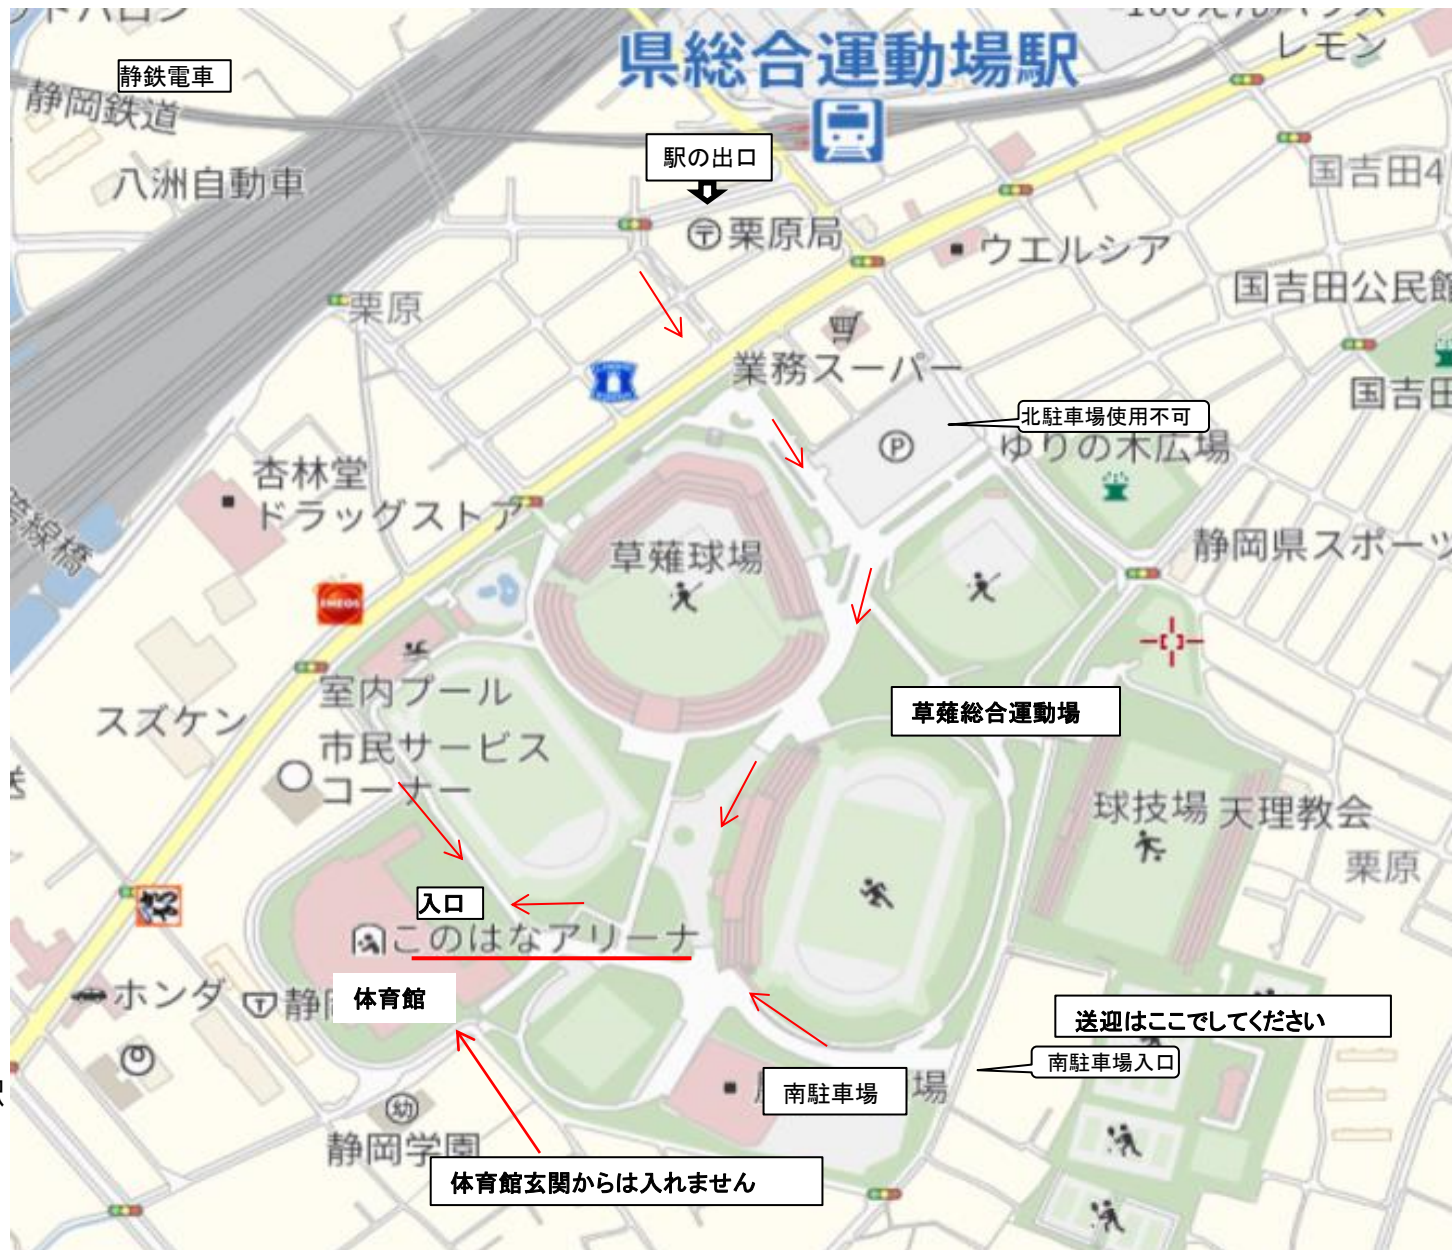 県総合運動場駅
レモン
静鉄電車
静岡鉄道
駅の出口
八洲自動車
国吉田4
栗原局
ウエルシア
国吉田公民館
栗原
業務スーパー
国吉田
北駐車場使用不可
P
ゆりの木広場
杏林堂
ドラッグストア
静岡県スポーツ
草薙球場
ENEOS
室内プール
草薙総合運動場
スズケン
市民サービス
コーナー
球技場
天理教会
栗原
入口
このはなアリーナ
ホンダ
静
体育館
送迎はここでしてください
南駐車場入口
南駐車場
場
幼
静岡学園
体育館玄関からは入れません